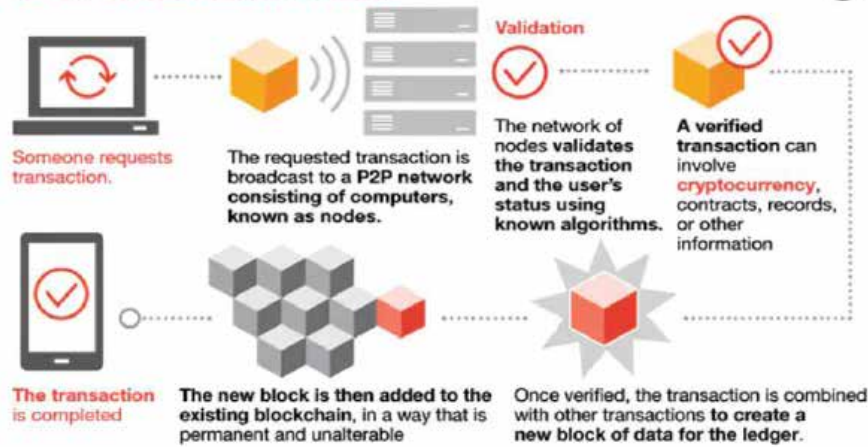 Validation
Someone requests
transaction.
The requested transaction is
broadcast to a P2P network
consisting of computers,
known as nodes.
The network of
nodes validates
the transaction
and the user's
status using
known algorithms.
A verified
transaction can
involve
cryptocurrency,
contracts, records,
or other
information
The transaction
is completed
The new block is then added to the
existing blockchain, in a way that is
permanent and unalterable
Once verified, the transaction is combined
with other transactions to create a
new block of data for the ledger.